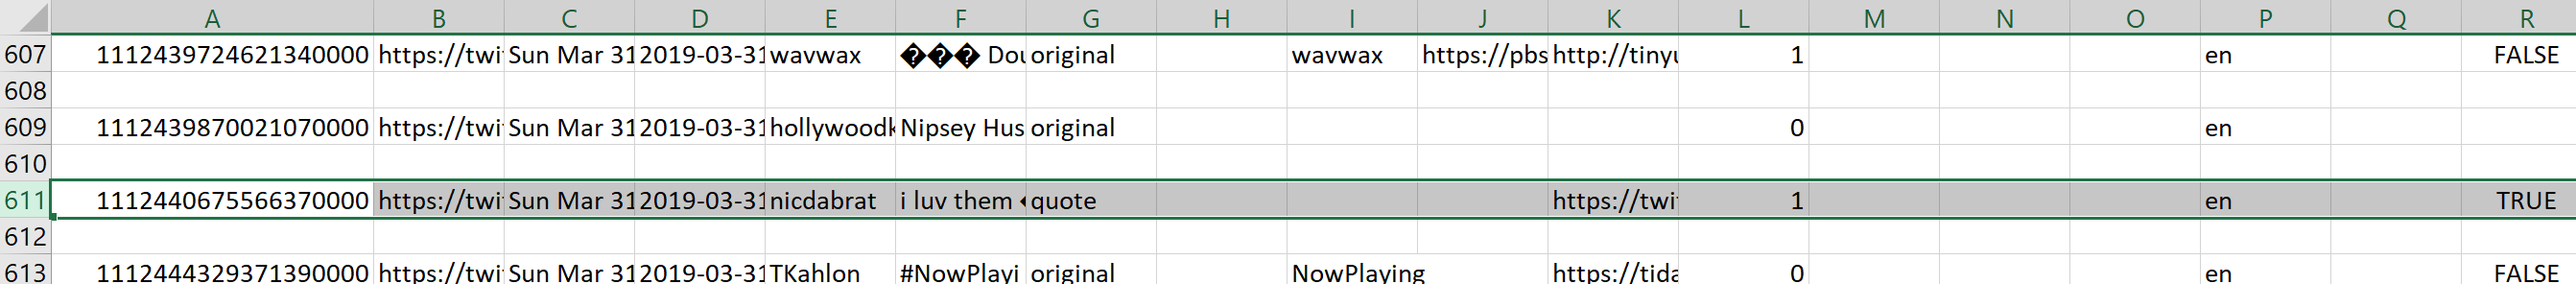 A B C D E F G H I J K L M N O P Q R
607 1112439724621340000 https://twi Sun Mar 31 2019-03-31 wavwax ��� Dou original wavwax https://pbs http://tinyu 1 en FALSE
608
609 1112439870021070000 https://twi Sun Mar 31 2019-03-31 hollywoodk Nipsey Hus original 0 en
610
611 1112440675566370000 https://twi Sun Mar 31 2019-03-31 nicdabrat i luv them quote https://twi 1 en TRUE
612
613 1112444329371390000 https://twi Sun Mar 31 2019-03-31 TKahlon #NowPlayi original NowPlaying https://tida 0 en FALSE